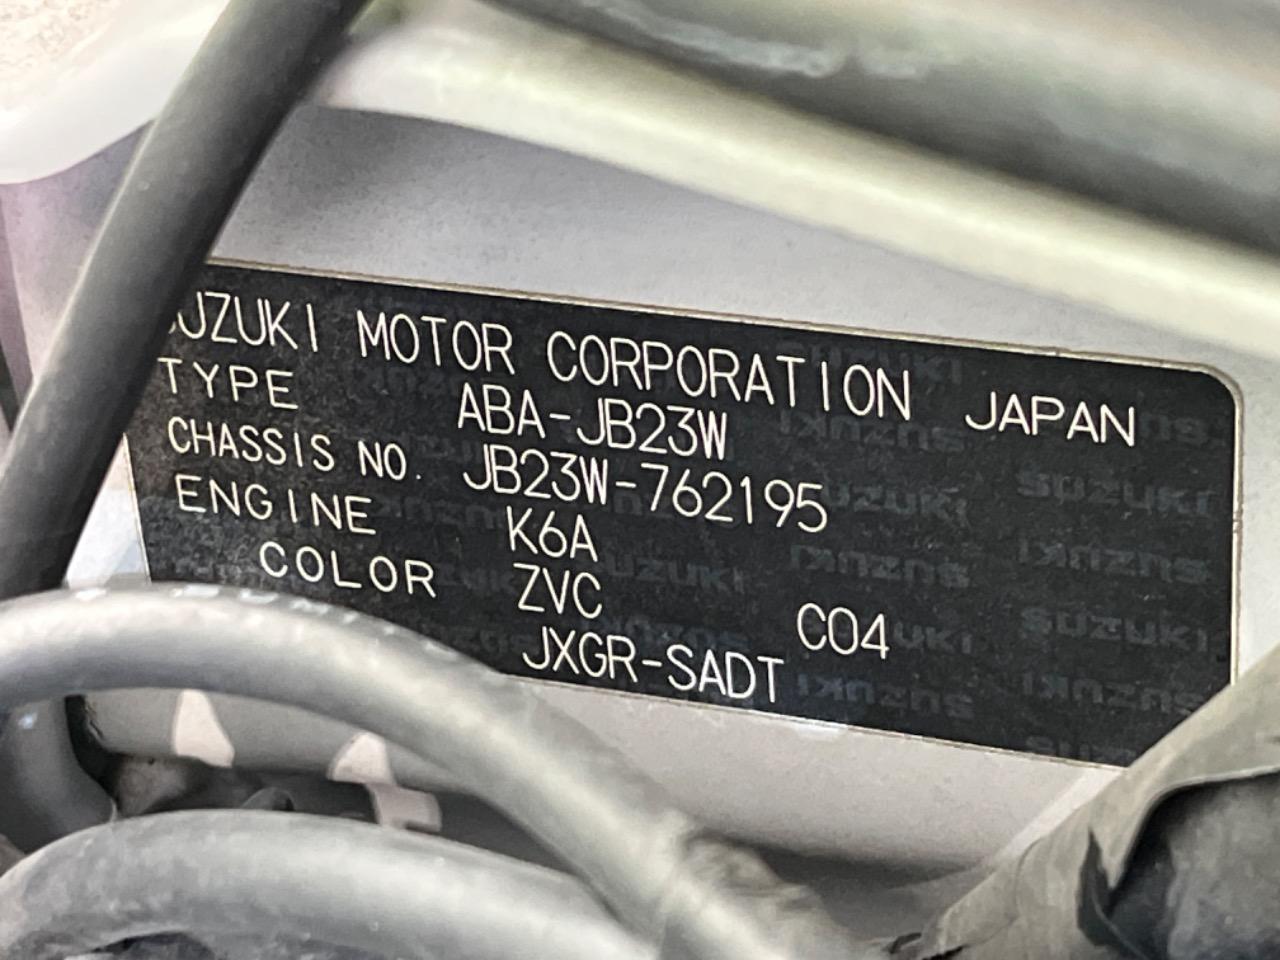 SUZUKI MOTOR CORPORATION JAPAN
TYPE ABA-JB23W
CHASSIS NO. JB23W-762195
ENGINE K6A
COLOR ZVC C04
JXGR-SADT